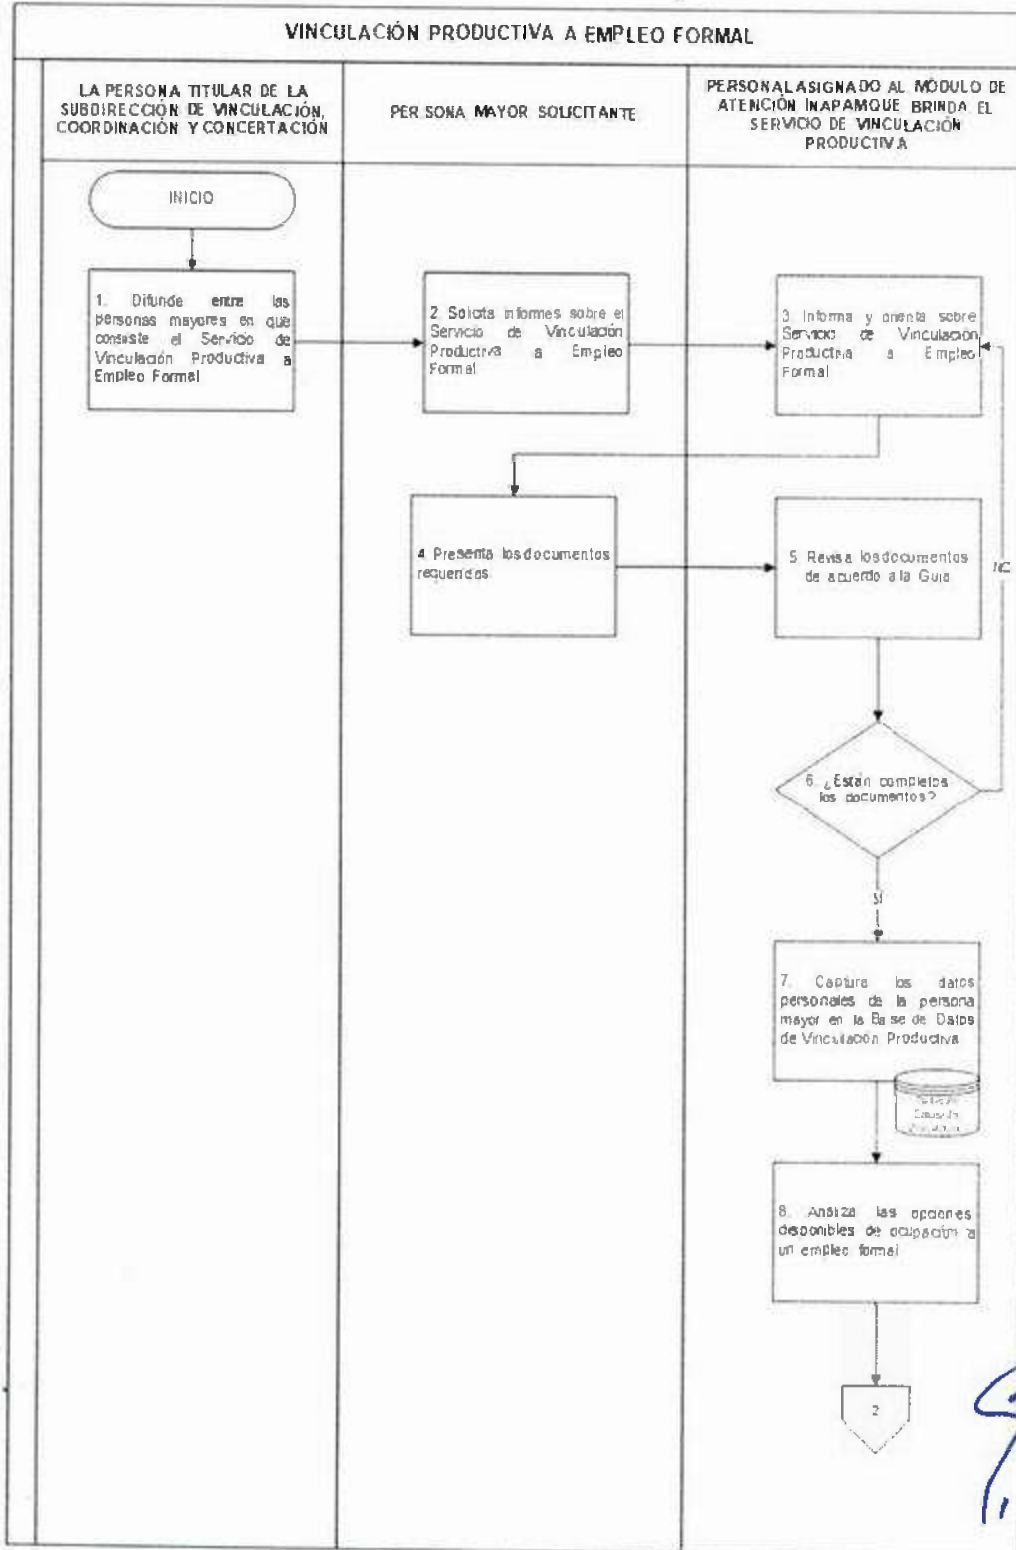 VINCULACIÓN PRODUCTIVA A EMPLEO FORMAL
LA PERSONA TITULAR DE LA
SUBDIRECCIÓN DE VINCULACIÓN,
COORDINACIÓN Y CONCERTACIÓN
PERSONA MAYOR SOLICITANTE
PERSONAL ASIGNADO AL MÓDULO DE
ATENCIÓN INAPAM QUE BRINDA EL
SERVICIO DE VINCULACIÓN
PRODUCTIVA
INICIO
1. Difunde entre las
personas mayores en que
consiste el Servicio de
Vinculación Productiva a
Empleo Formal
2 Solicita informes sobre el
Servicio de Vinculación
Productiva a Empleo
Formal
3. Informa y orienta sobre
Servicio de Vinculación
Productiva a Empleo
Formal
4. Presenta los documentos
requeridos
5. Revisa los documentos
de acuerdo a la Guia
6. ¿Están completos
los documentos?
SI
7. Captura los datos
personales de la persona
mayor en la Base de Datos
de Vinculación Productiva
8. Analiza las opciones
disponibles de ocupación a
un empleo formal
2